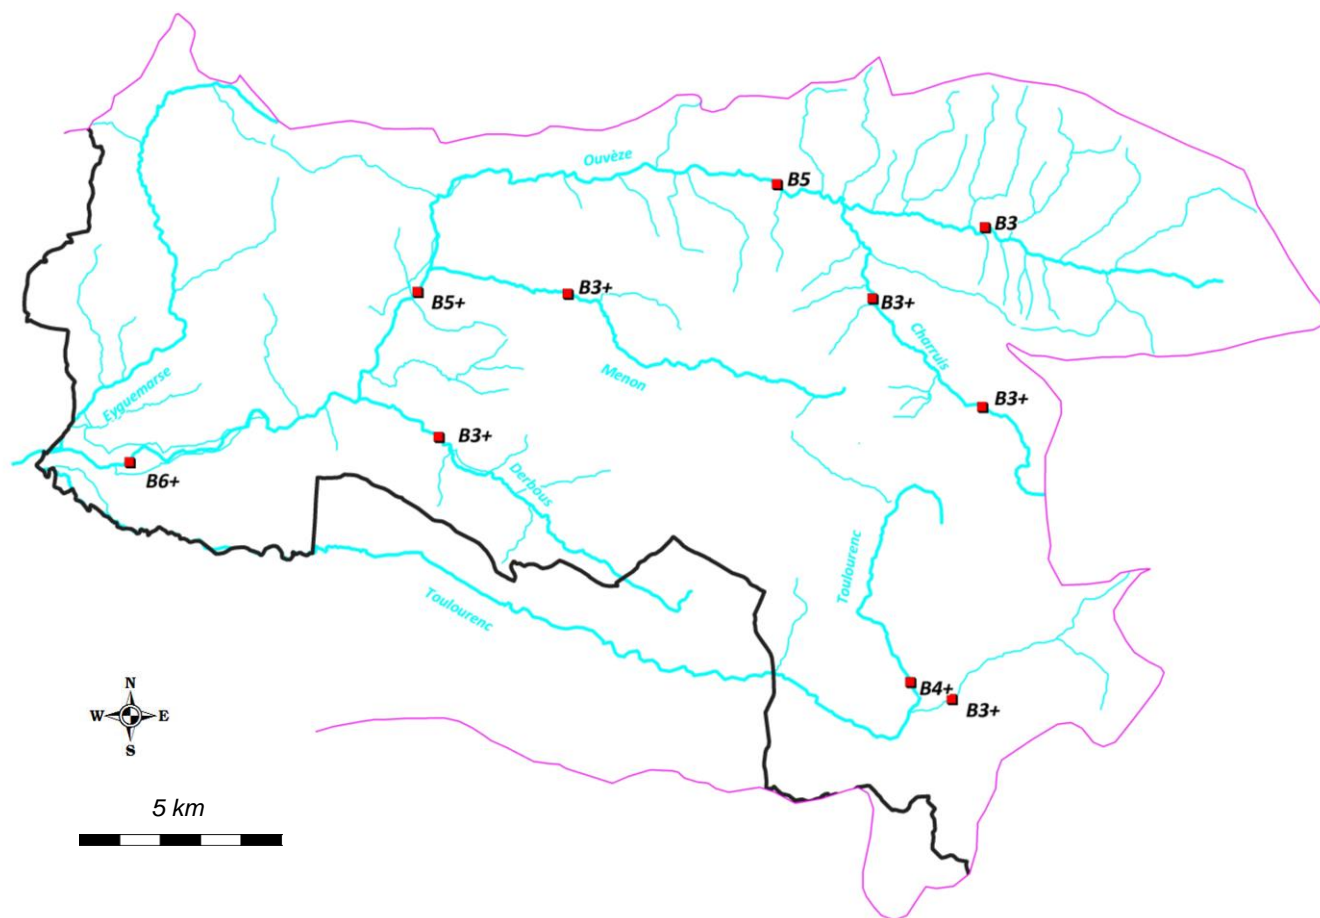 Ouvèze
B5
B3
B5+
B3+
B3+
Charruis
Menon
Eyguemarse
B3+
B3+
B6+
Derbous
Toulourenc
Toulourenc
B4+
B3+
N
W
E
S
5 km